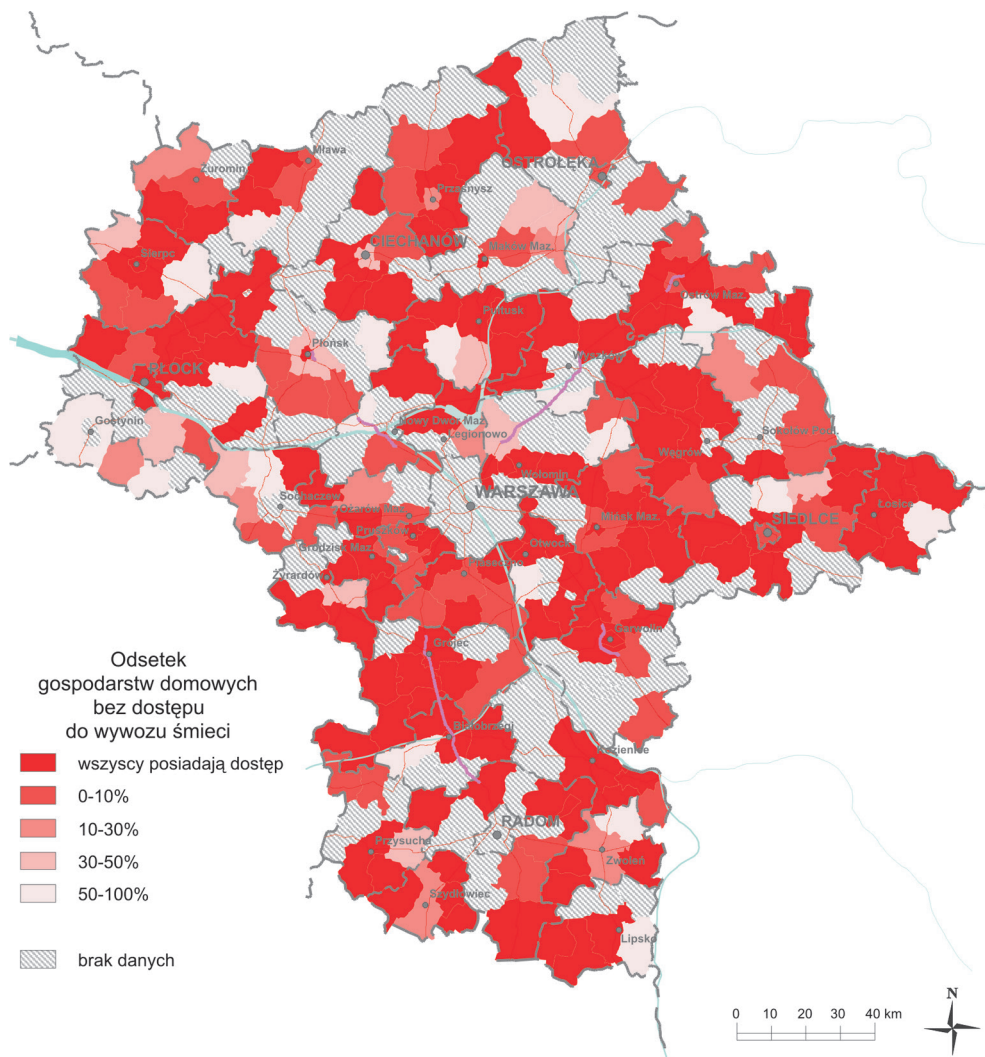 Mława
Żuromin
OSTROŁĘKA
Przasnysz
CIECHANÓW
Maków Maz.
Sierpc
Ostrów Maz.
Pułtusk
Płońsk
Wyszków
PŁOCK
Gostynin
Nowy Dwór Maz.
Legionowo
Sokołów Podl.
Węgrów
Wołomin
WARSZAWA
Sochaczew
Ożarów Maz.
Łosice
Mińsk Maz.
SIEDLCE
Pruszków
Grodzisk Maz.
Otwock
Piaseczno
Żyrardów
Garwolin
Grójec
Białobrzegi
Kozienice
RADOM
Przysucha
Zwoleń
Szydłowiec
Lipsko
Odsetek
gospodarstw domowych
bez dostępu
do wywozu śmieci
wszyscy posiadają dostęp
0-10%
10-30%
30-50%
50-100%
brak danych
N
0 10 20 30 40 km